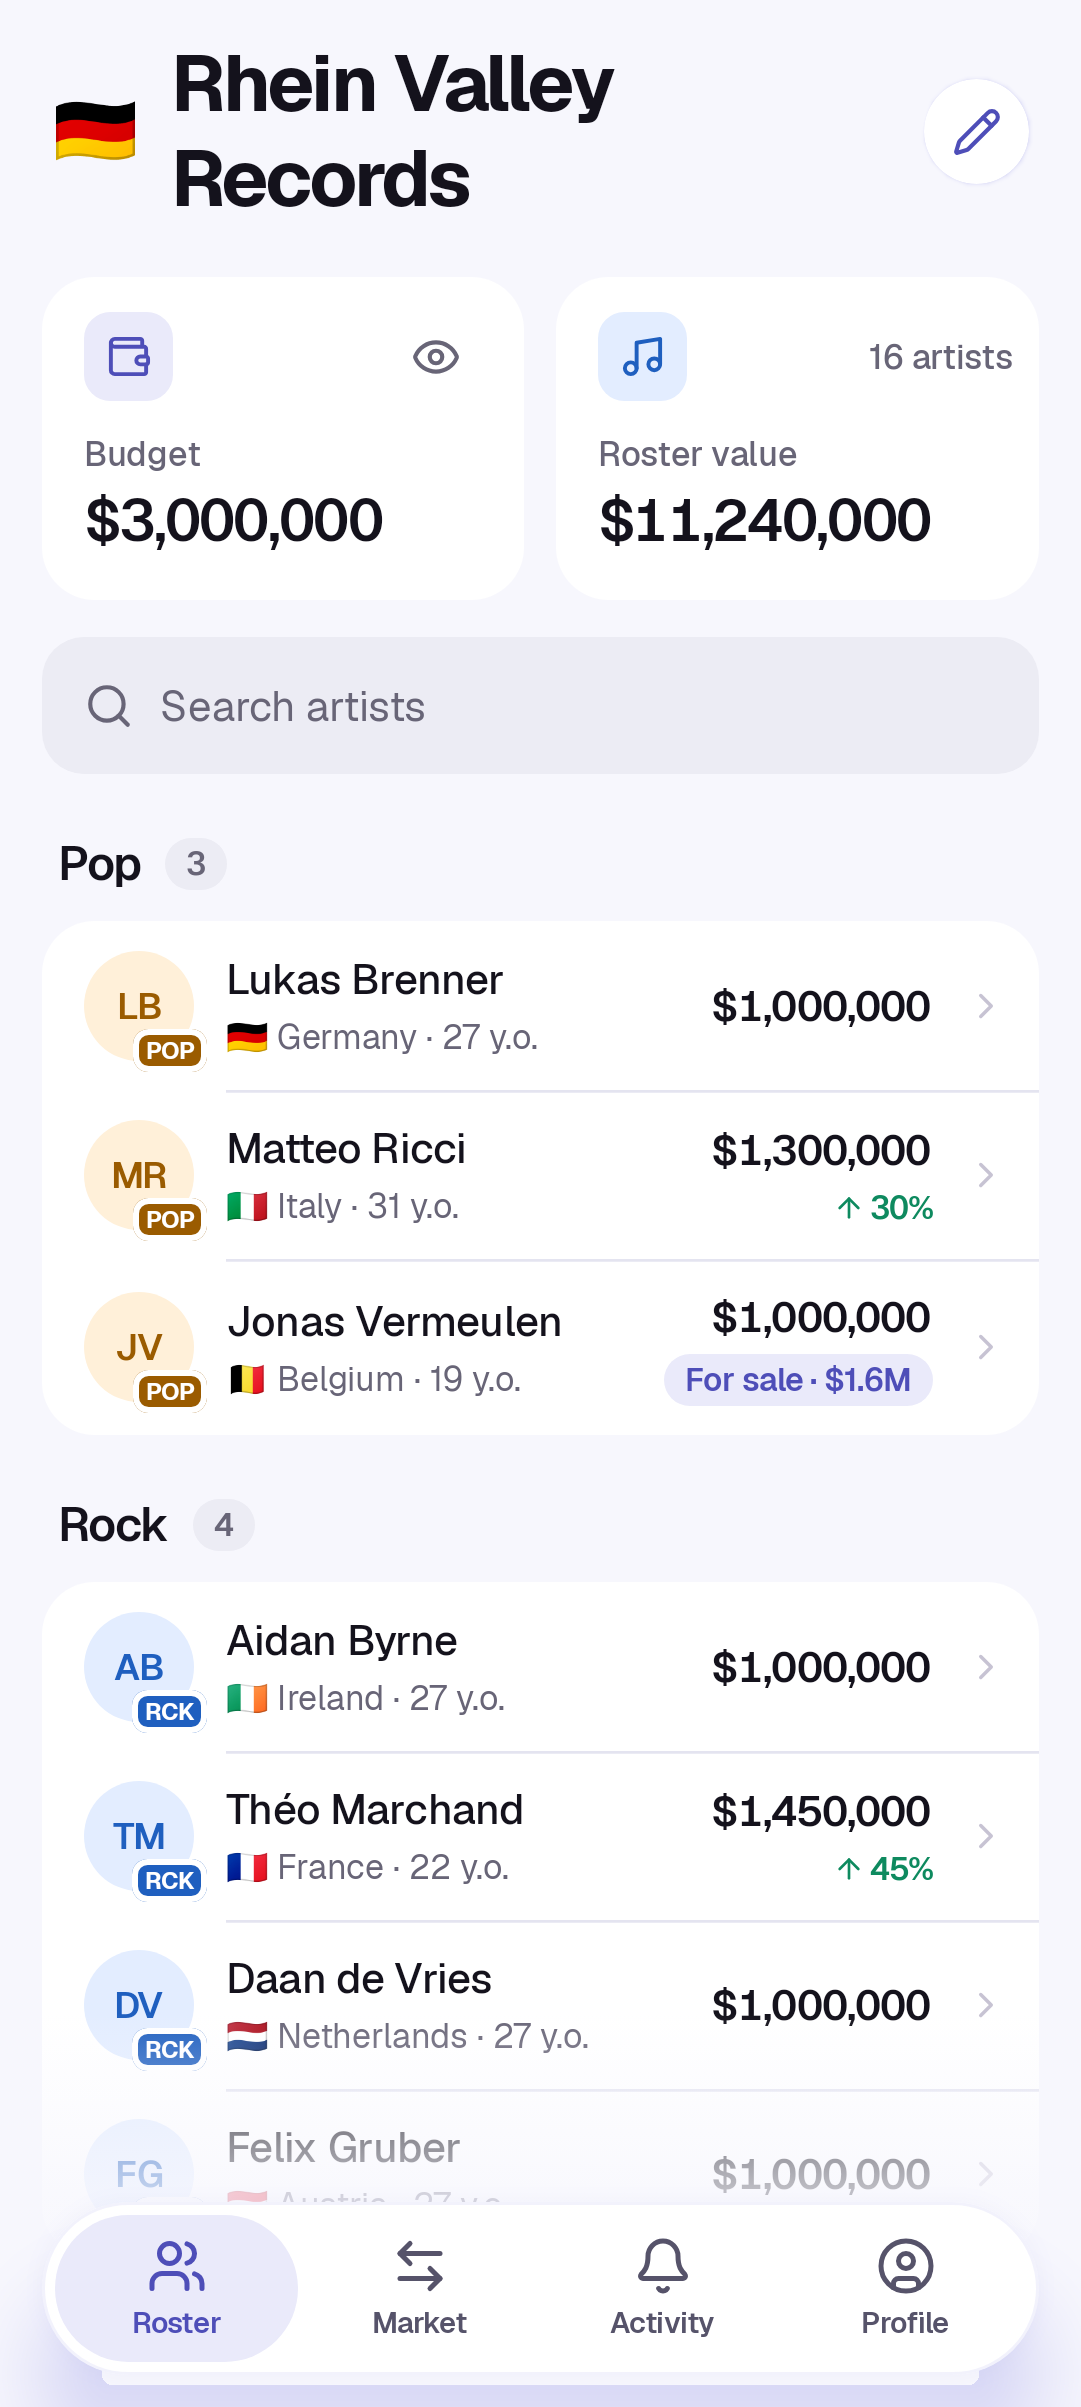 Rhein Valley
Records
16 artists
Budget
$3,000,000
Roster value
$11,240,000
Search artists
Pop 3
LB
POP
Lukas Brenner
Germany · 27 y.o.
$1,000,000
MR
POP
Matteo Ricci
Italy · 31 y.o.
$1,300,000
↑ 30%
JV
POP
Jonas Vermeulen
Belgium · 19 y.o.
$1,000,000
For sale · $1.6M
Rock 4
AB
RCK
Aidan Byrne
Ireland · 27 y.o.
$1,000,000
TM
RCK
Théo Marchand
France · 22 y.o.
$1,450,000
↑ 45%
DV
RCK
Daan de Vries
Netherlands · 27 y.o.
$1,000,000
FG
Felix Gruber
Austria · 27 y.o.
$1,000,000
Roster
Market
Activity
Profile